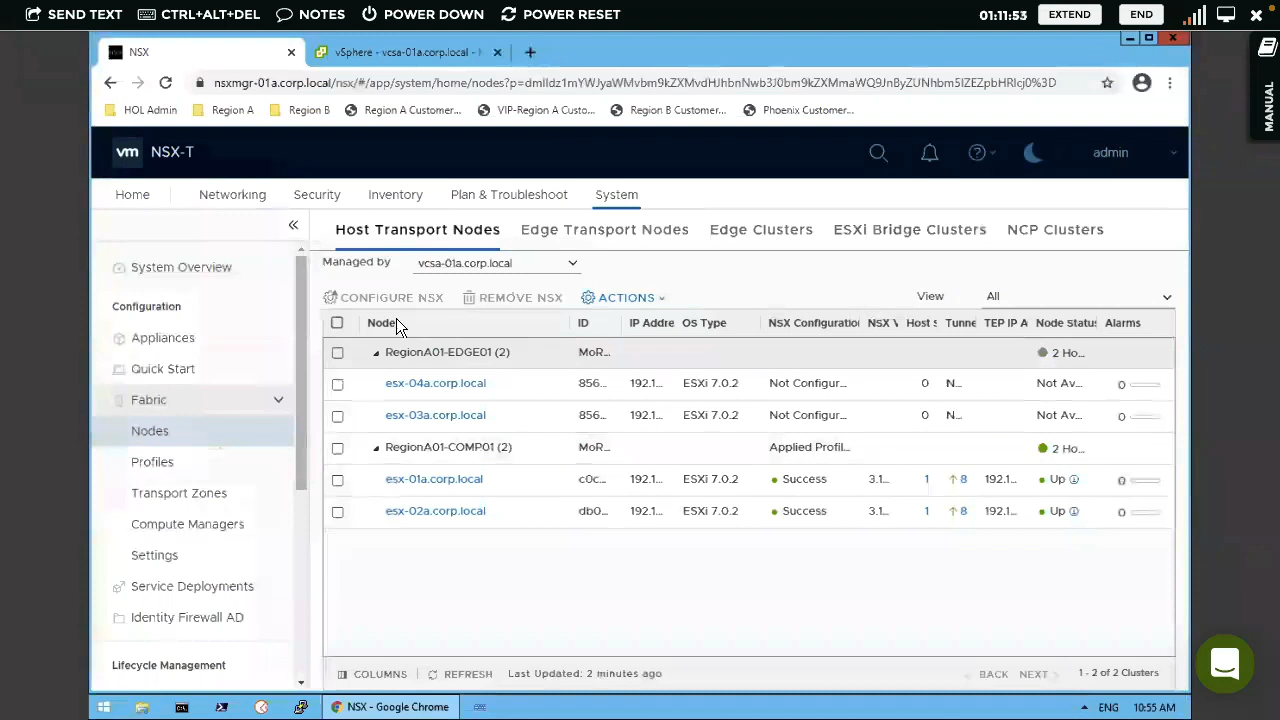 SEND TEXT CTRL+ALT+DEL NOTES POWER DOWN POWER RESET 01:11:53 EXTEND END
NSX vSphere - vcsa-01a.corp.local -
nsxmgr-01a.corp.local/nsx/#/app/system/home/nodes?p=
HOL Admin Region A Region B Region A Customer... VIP-Region A Custo... Region B Customer... Phoenix Customer...
MANUAL
vm NSX-T admin
Home Networking Security Inventory Plan & Troubleshoot System
Host Transport Nodes Edge Transport Nodes Edge Clusters ESXi Bridge Clusters NCP Clusters
System Overview
Configuration
Appliances
Quick Start
Fabric
Nodes
Profiles
Transport Zones
Compute Managers
Settings
Service Deployments
Identity Firewall AD
Lifecycle Management
Managed by vcsa-01a.corp.local
CONFIGURE NSX REMOVE NSX ACTIONS View All
Node ID IP Addre OS Type NSX Configuration NSX V Host s Tunne TEP IP A Node Status Alarms
RegionA01-EDGE01 (2) MoR... 2 Ho...
esx-04a.corp.local 856... 192.1... ESXi 7.0.2 Not Configur... 0 N... Not Av... 0
esx-03a.corp.local 856... 192.1... ESXi 7.0.2 Not Configur... 0 N... Not Av... 0
RegionA01-COMP01 (2) MoR... Applied Profil... 2 Ho...
esx-01a.corp.local c0c... 192.1... ESXi 7.0.2 Success 3.1... 1 8 192.1... Up 0
esx-02a.corp.local db0... 192.1... ESXi 7.0.2 Success 3.1... 1 8 192.1... Up 0
COLUMNS REFRESH Last Updated: 2 minutes ago BACK NEXT 1 - 2 of 2 Clusters
NSX - Google Chrome ENG 10:55 AM